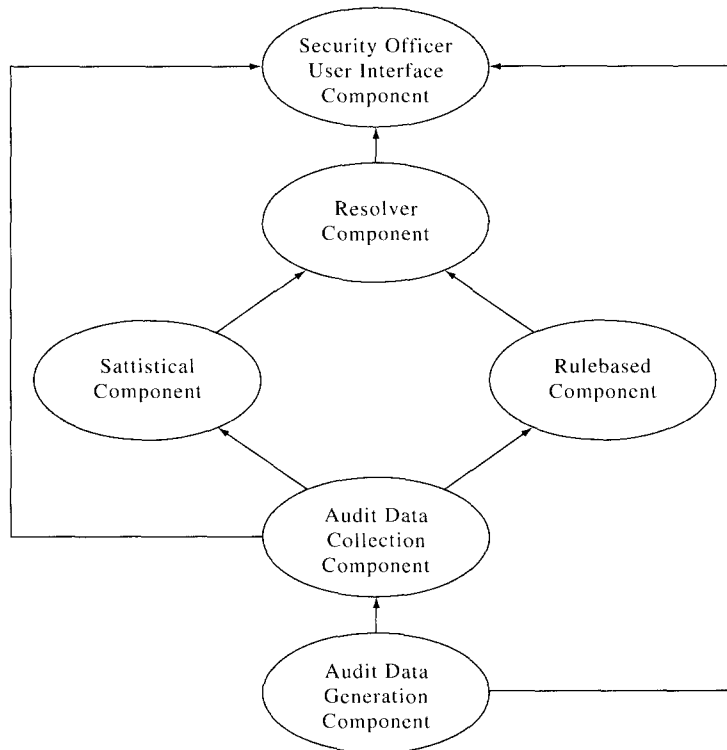 Security Officer
User Interface
Component
Resolver
Component
Sattistical
Component
Rulebased
Component
Audit Data
Collection
Component
Audit Data
Generation
Component